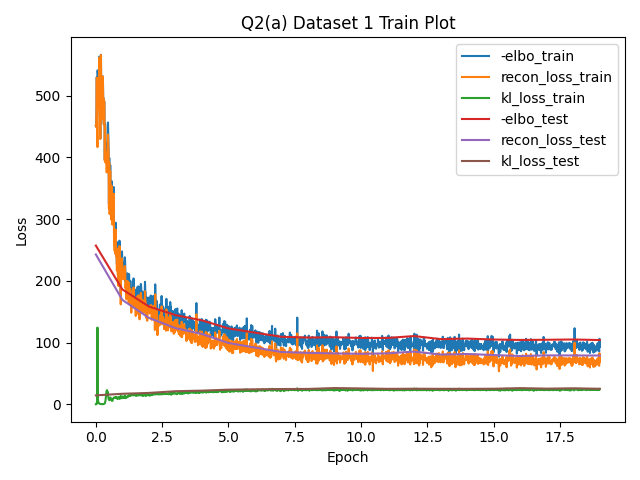 Q2(a) Dataset 1 Train Plot
-elbo_train
recon_loss_train
kl_loss_train
-elbo_test
recon_loss_test
kl_loss_test
Loss
500
400
300
200
100
0
0.0 2.5 5.0 7.5 10.0 12.5 15.0 17.5
Epoch